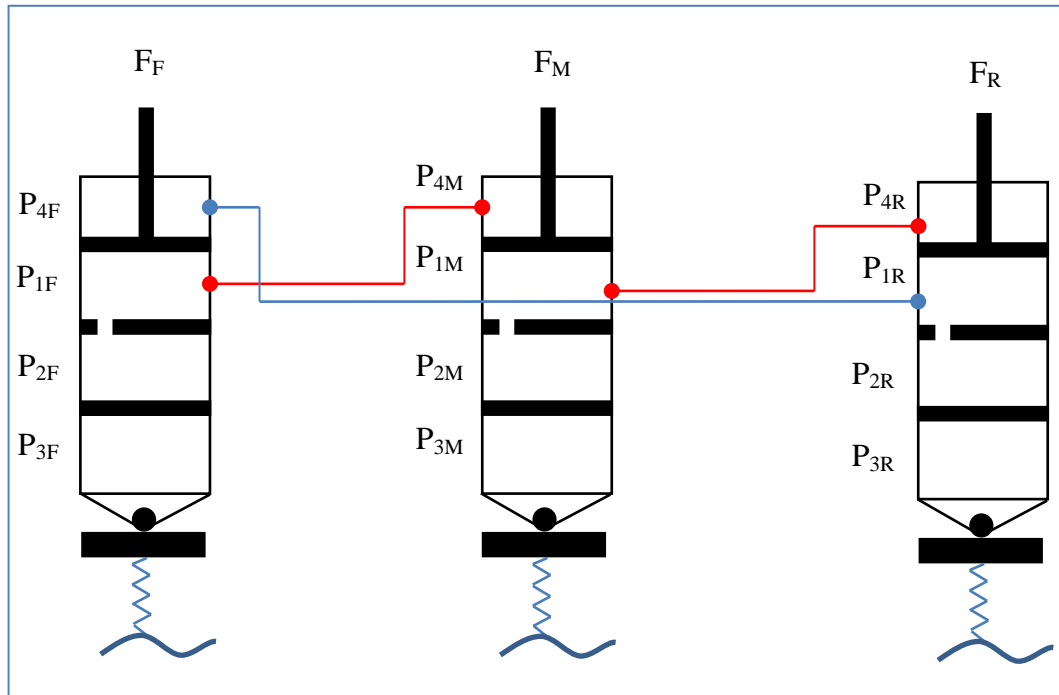 F_F
F_M
F_R
P_4F
P_4M
P_4R
P_1F
P_1M
P_1R
P_2F
P_2M
P_2R
P_3F
P_3M
P_3R